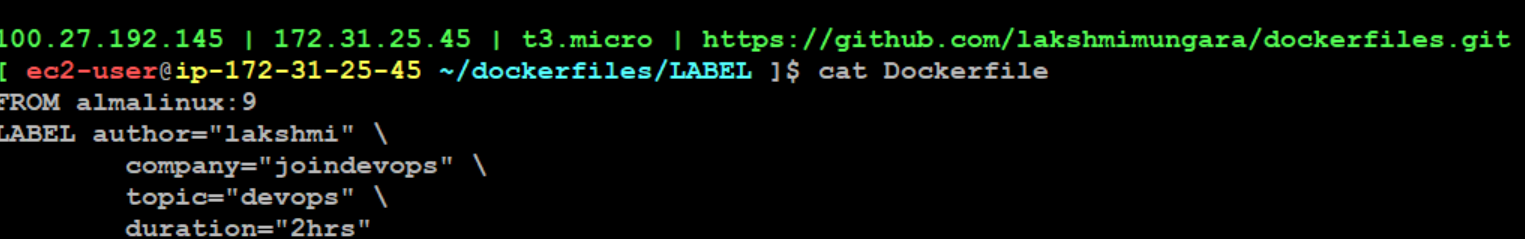 100.27.192.145 | 172.31.25.45 | t3.micro | https://github.com/lakshmimungara/dockerfiles.git
[ ec2-user@ip-172-31-25-45 ~/dockerfiles/LABEL ]$ cat Dockerfile
FROM almalinux:9
LABEL author="lakshmi" \
company="joindevops" \
topic="devops" \
duration="2hrs"